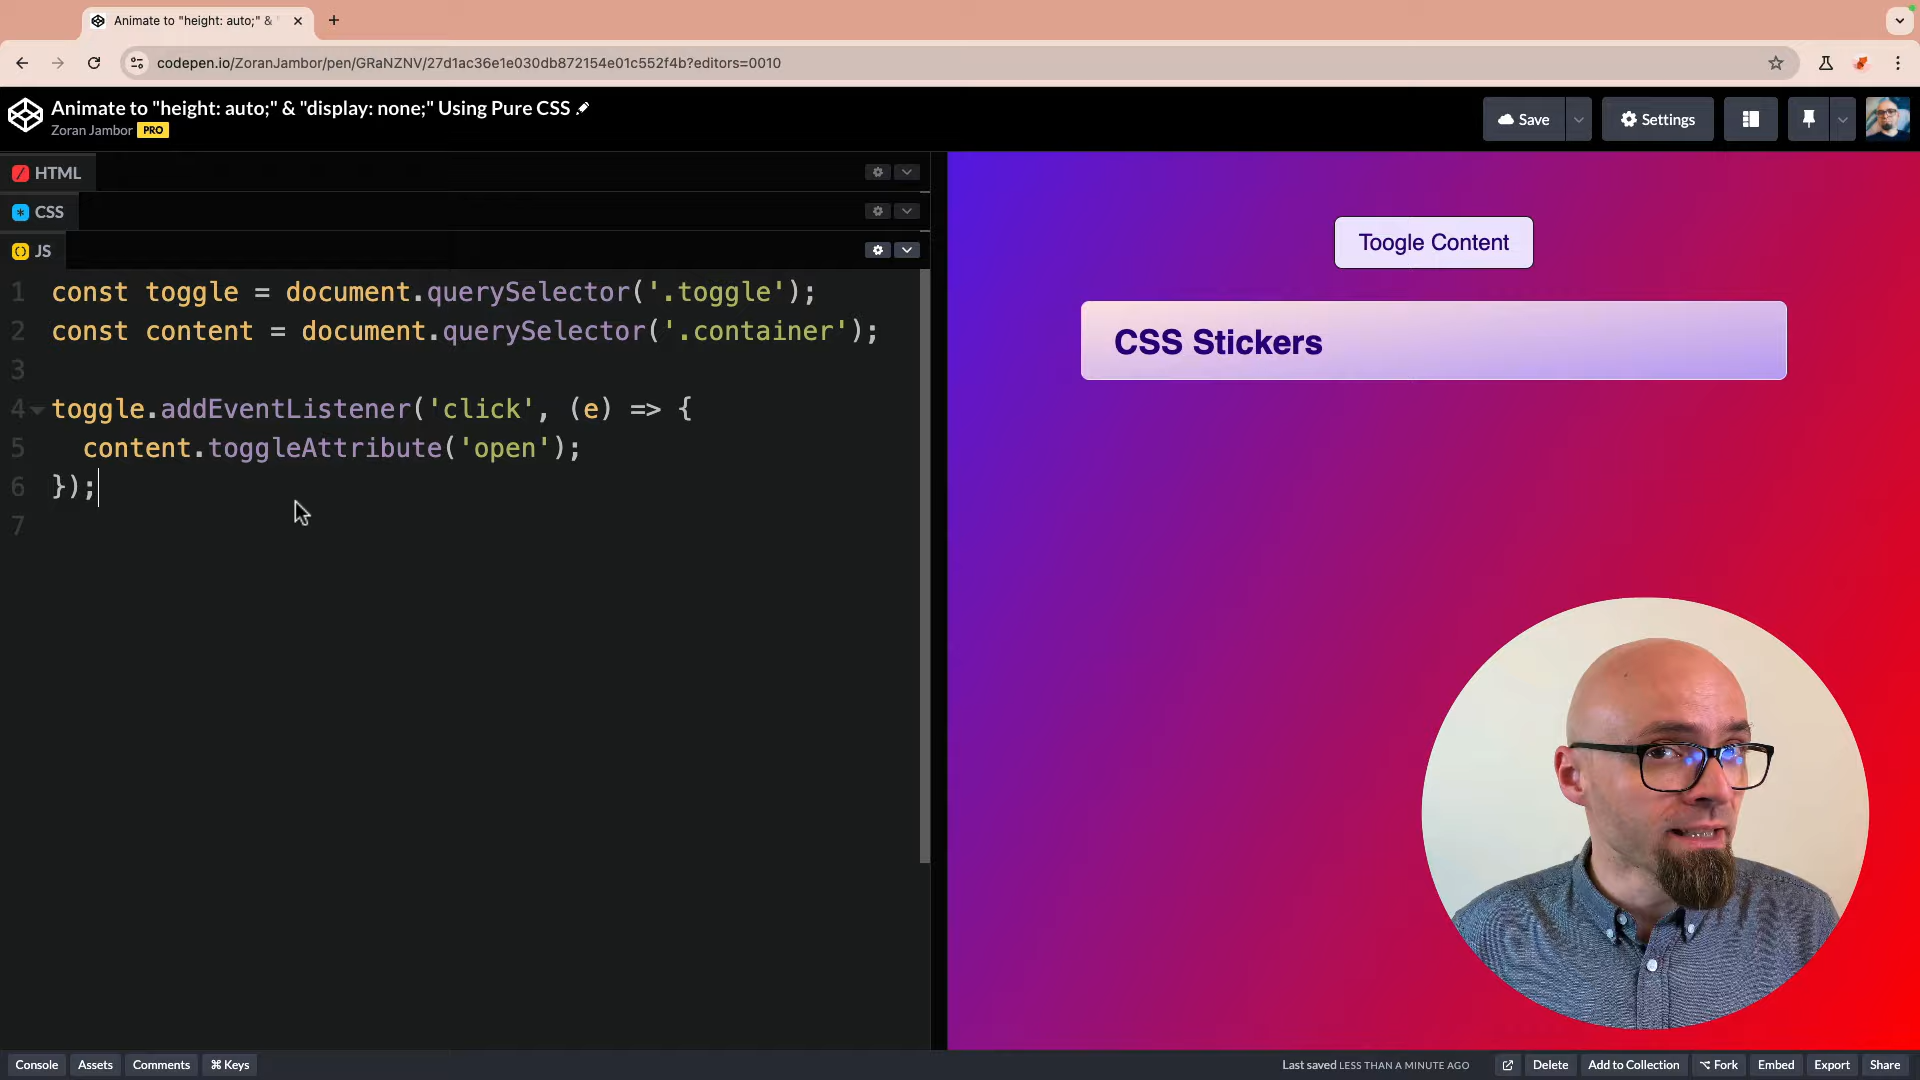 Animate to "height: auto;" &
codepen.io/ZoranJambor/pen/GRaNZNV/27d1ac36e1e030db872154e01c552f4b?editors=0010
Animate to "height: auto;" & "display: none;" Using Pure CSS
Zoran Jambor PRO
Save
Settings
HTML
CSS
JS
1 const toggle = document.querySelector('.toggle');
2 const content = document.querySelector('.container');
3
4 toggle.addEventListener('click', (e) => {
5 content.toggleAttribute('open');
6 });
7
Toogle Content
CSS Stickers
Console Assets Comments ⌘ Keys
Last saved LESS THAN A MINUTE AGO Delete Add to Collection Fork Embed Export Share